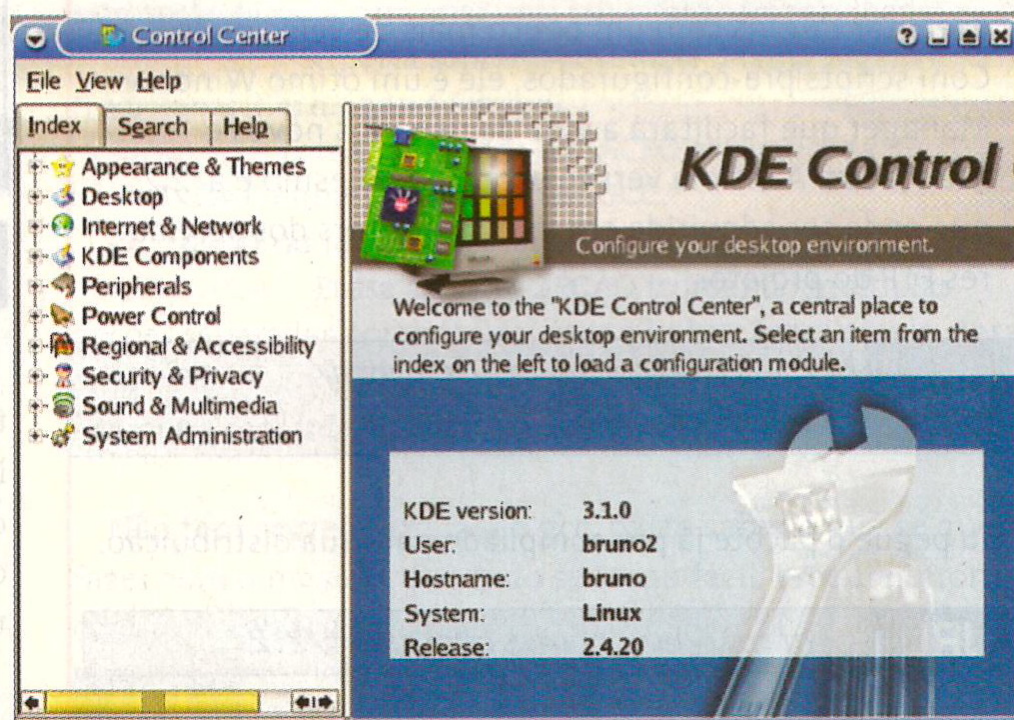 Control Center
File View Help
Index Search Help
Appearance & Themes
Desktop
Internet & Network
KDE Components
Peripherals
Power Control
Regional & Accessibility
Security & Privacy
Sound & Multimedia
System Administration
KDE Control
Configure your desktop environment.
Welcome to the "KDE Control Center", a central place to
configure your desktop environment. Select an item from the
index on the left to load a configuration module.
KDE version: 3.1.0
User: bruno2
Hostname: bruno
System: Linux
Release: 2.4.20